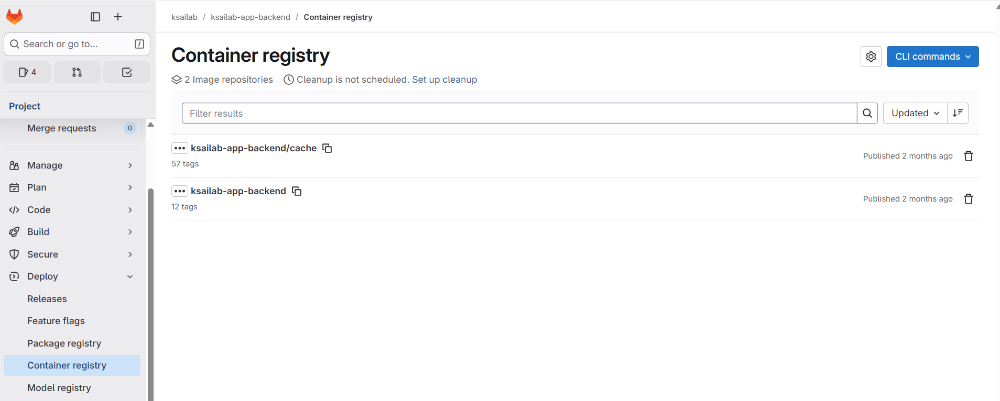 ksailab / ksailab-app-backend / Container registry
Search or go to... /
4
Project
Merge requests 0
Manage
Plan
Code
Build
Secure
Deploy
Releases
Feature flags
Package registry
Container registry
Model registry
Container registry
CLI commands
2 Image repositories Cleanup is not scheduled. Set up cleanup
Filter results
Updated
ksailab-app-backend/cache
57 tags
Published 2 months ago
ksailab-app-backend
12 tags
Published 2 months ago